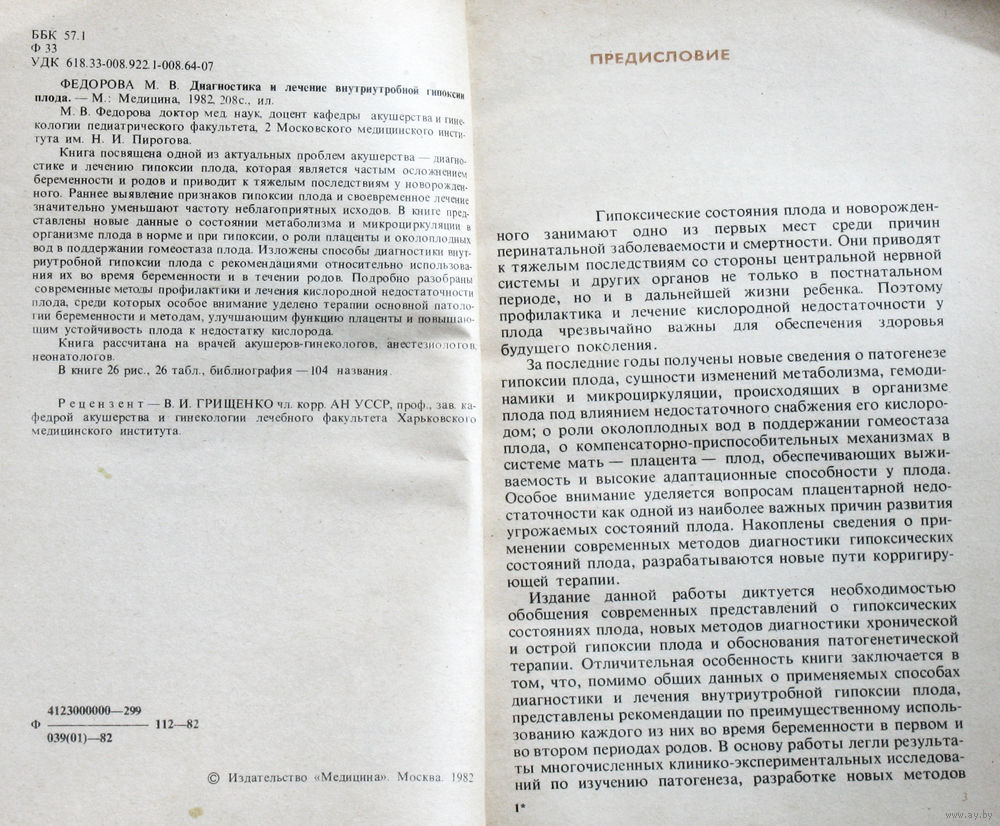 ББК 57.1
Ф 33
УДК 618.33-008.922.1-008.64-07
ФЕДОРОВА М. В. Диагностика и лечение внутриутробной гипоксии
плода. — М.: Медицина, 1982, 208с., ил.
М. В. Федорова доктор мед. наук, доцент кафедры акушерства и гине-
кологии педиатрического факультета, 2 Московского медицинского инсти-
тута им. Н. И. Пирогова.
Книга посвящена одной из актуальных проблем акушерства — диагно-
стике и лечению гипоксии плода, которая является частым осложнением
беременности и родов и приводит к тяжелым последствиям у новорожден-
ного. Раннее выявление признаков гипоксии плода и своевременное лечение
значительно уменьшают частоту неблагоприятных исходов. В книге пред-
ставлены новые данные о состоянии метаболизма и микроциркуляции в
организме плода в норме и при гипоксии, о роли плаценты и околоплодных
вод в поддержании гомеостаза плода. Изложены способы диагностики внут-
риутробной гипоксии плода с рекомендациями относительно использова-
ния их во время беременности и в течении родов. Подробно разобраны
современные методы профилактики и лечения кислородной недостаточности
плода, среди которых особое внимание уделено терапии основной патоло-
гии беременности и методам, улучшающим функцию плаценты и повышаю-
щим устойчивость плода к недостатку кислорода.
Книга рассчитана на врачей акушеров-гинекологов, анестезиологов,
неонатологов.
В книге 26 рис., 26 табл., библиография — 104 названия.
Рецензент — В. И. ГРИЩЕНКО чл. корр. АН УССР, проф., зав. ка-
федрой акушерства и гинекологии лечебного факультета Харьковского
медицинского института.
4123000000—299
Ф ———————— 112—82
039(01)—82
© Издательство «Медицина». Москва. 1982
ПРЕДИСЛОВИЕ
Гипоксические состояния плода и новорожден-
ного занимают одно из первых мест среди причин
перинатальной заболеваемости и смертности. Они приводят
к тяжелым последствиям со стороны центральной нервной
системы и других органов не только в постнатальном
периоде, но и в дальнейшей жизни ребенка. Поэтому
профилактика и лечение кислородной недостаточности у
плода чрезвычайно важны для обеспечения здоровья
будущего поколения.
За последние годы получены новые сведения о патогенезе
гипоксии плода, сущности изменений метаболизма, гемоди-
намики и микроциркуляции, происходящих в организме
плода под влиянием недостаточного снабжения его кислоро-
дом; о роли околоплодных вод в поддержании гомеостаза
плода, о компенсаторно-приспособительных механизмах в
системе мать — плацента — плод, обеспечивающих выжи-
ваемость и высокие адаптационные способности у плода.
Особое внимание уделяется вопросам плацентарной недо-
статочности как одной из наиболее важных причин развития
угрожаемых состояний плода. Накоплены сведения о при-
менении современных методов диагностики гипоксических
состояний плода, разрабатываются новые пути корригиру-
ющей терапии.
Издание данной работы диктуется необходимостью
обобщения современных представлений о гипоксических
состояниях плода, новых методов диагностики хронической
и острой гипоксии плода и обоснования патогенетической
терапии. Отличительная особенность книги заключается в
том, что, помимо общих данных о применяемых способах
диагностики и лечения внутриутробной гипоксии плода,
представлены рекомендации по преимущественному исполь-
зованию каждого из них во время беременности в первом и
во втором периодах родов. В основу работы легли результа-
ты многочисленных клинико-экспериментальных исследова-
ний по изучению патогенеза, разработке новых методов
1*
3
www.ay.by